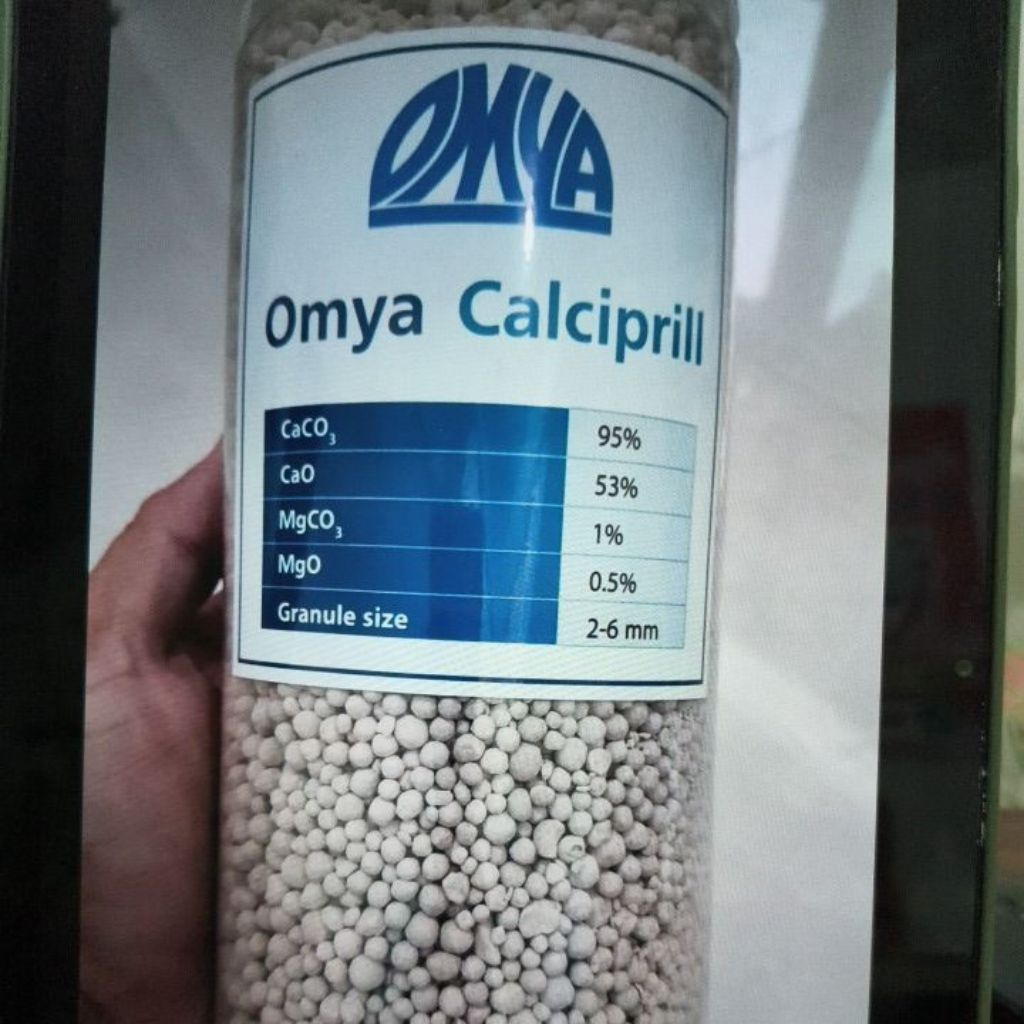 OMYA
Omya Calciprill
CaCO₃ 95%
CaO 53%
MgCO₃ 1%
MgO 0.5%
Granule size 2-6 mm